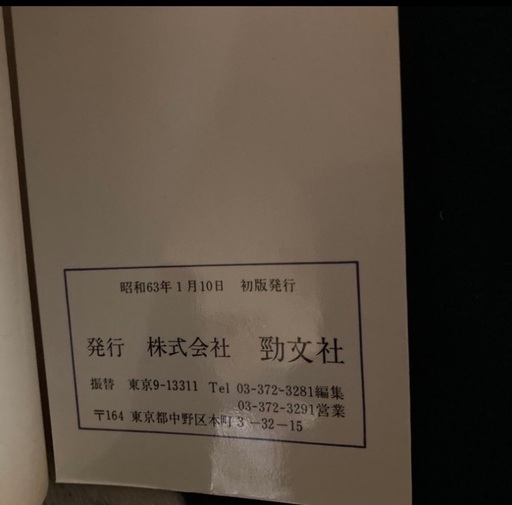 昭和63年1月10日 初版発行
発行 株式会社 勁文社
振替 東京9-13311 Tel 03-372-3281編集
03-372-3291営業
〒164 東京都中野区本町3-32-15